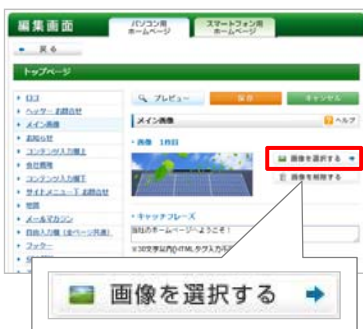 編集画面
パソコン用
ホームページ
スマートフォン用
ホームページ
戻る
トップページ
ロゴ
ヘッダーお問合せ
メイン画像
お知らせ
コンテンツ入力欄上
会社概要
コンテンツ入力欄下
サイドメニュー下お問合せ
地図
メールマガジン
自由入力欄(全ページ共通)
フッター
プレビュー
保存
キャンセル
メイン画像
ヘルプ
画像 1枚目
画像を選択する
画像を削除する
キャッチフレーズ
当社のホームページへようこそ!
画像を選択する